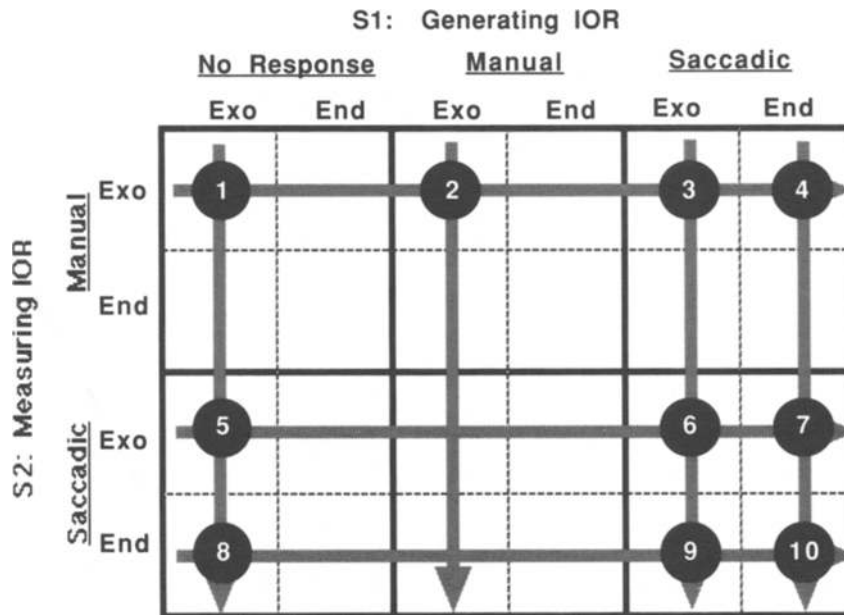 S1: Generating IOR
No Response Manual Saccadic
Exo End Exo End Exo End
S2: Measuring IOR
Manual
Exo 1 2 3 4
End
Saccadic
Exo 5 6 7
End 8 9 10